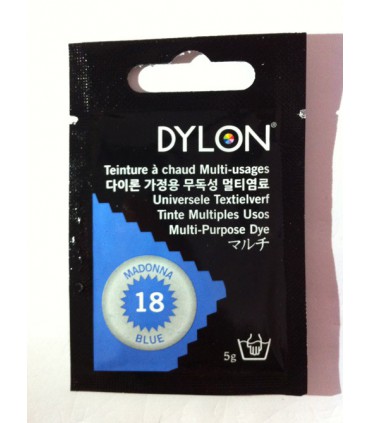 DYLON®
Teinture à chaud Multi-usages
다이론 가정용 무독성 멀티염료
Universele Textielverf
Tinte Multiples Usos
Multi-Purpose Dye
マルチ
MADONNA
18
BLUE
5g